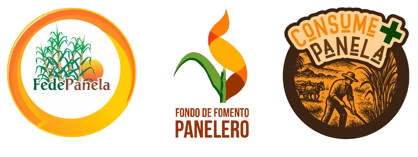 FedePanela
FONDO DE FOMENTO
PANELERO
CONSUME +
PANELA